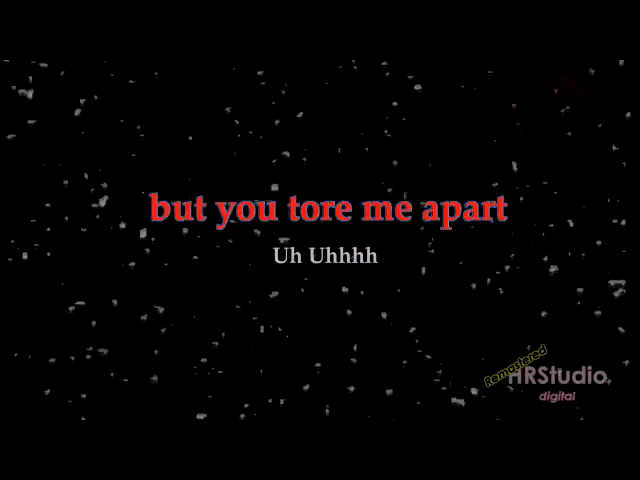 but you tore me apart
Uh Uhhhh
Remastered
HRStudio
digital